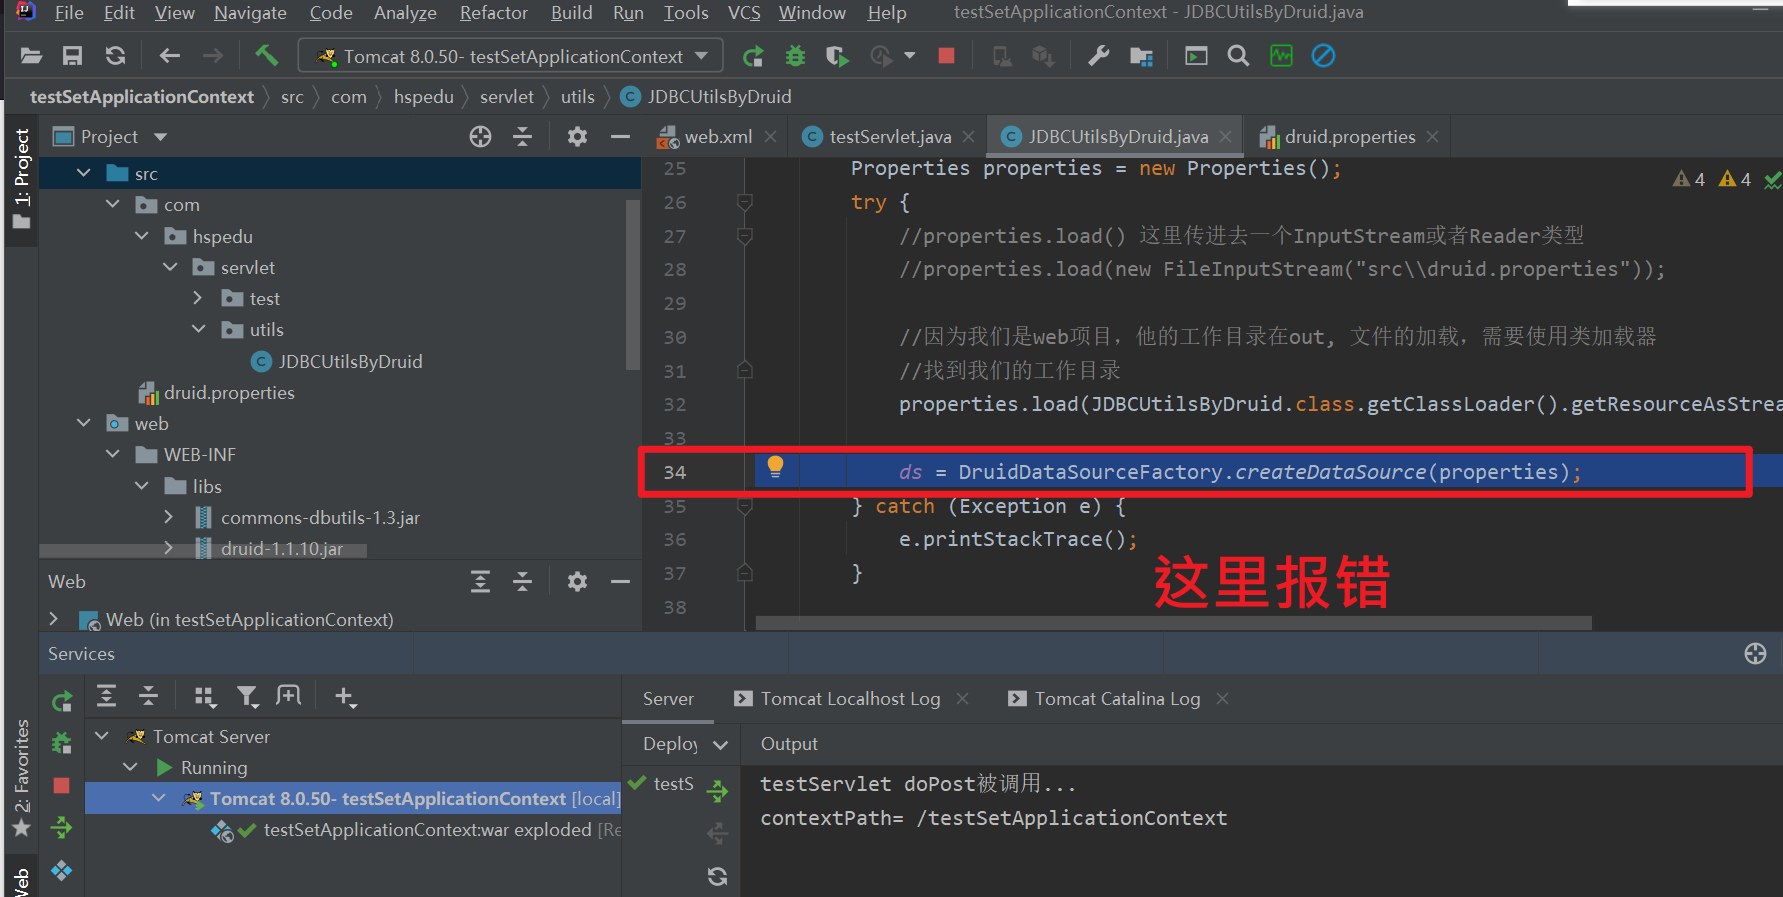 File Edit View Navigate Code Analyze Refactor Build Run Tools VCS Window Help testSetApplicationContext - JDBCUtilsByDruid.java
Tomcat 8.0.50- testSetApplicationContext
testSetApplicationContext src com hspedu servlet utils JDBCUtilsByDruid
1: Project
Project
src
com
hspedu
servlet
test
utils
JDBCUtilsByDruid
druid.properties
web
WEB-INF
libs
commons-dbutils-1.3.jar
druid-1.1.10.jar
Web
Web (in testSetApplicationContext)
web.xml testServlet.java JDBCUtilsByDruid.java druid.properties
4 4
25 Properties properties = new Properties();
26 try {
27 //properties.load() 这里传进去一个InputStream或者Reader类型
28 //properties.load(new FileInputStream("src\\druid.properties"));
29
30 //因为我们是web项目，他的工作目录在out, 文件的加载，需要使用类加载器
31 //找到我们的工作目录
32 properties.load(JDBCUtilsByDruid.class.getClassLoader().getResourceAsStrea
33
34 ds = DruidDataSourceFactory.createDataSource(properties);
35 } catch (Exception e) {
36 e.printStackTrace();
37 }
38
这里报错
Services
2: Favorites
Web
Tomcat Server
Running
Tomcat 8.0.50- testSetApplicationContext [local]
testSetApplicationContext:war exploded [Re
Server Tomcat Localhost Log Tomcat Catalina Log
Deploy Output
testS
testServlet doPost被调用...
contextPath= /testSetApplicationContext